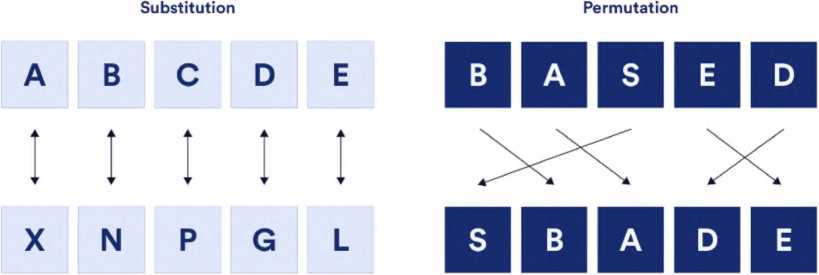 Substitution
A B C D E
X N P G L
Permutation
B A S E D
S B A D E